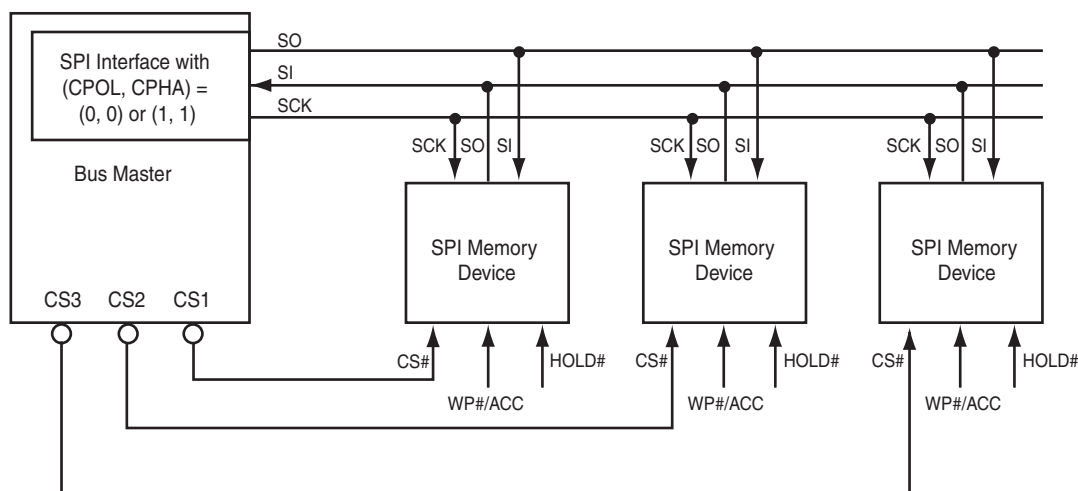 SPI Interface with
(CPOL, CPHA) =
(0, 0) or (1, 1)
Bus Master
SO
SI
SCK
SCK SO SI
SCK SO SI
SCK SO SI
SPI Memory
Device
SPI Memory
Device
SPI Memory
Device
CS3 CS2 CS1
CS#
WP#/ACC
HOLD#
CS#
WP#/ACC
HOLD#
CS#
WP#/ACC
HOLD#